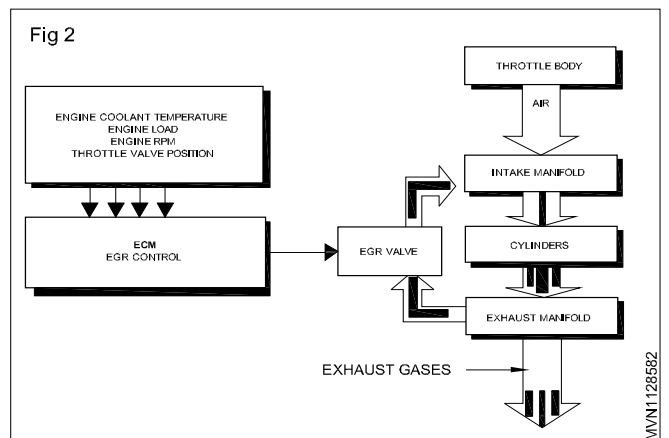 Fig 2
THROTTLE BODY
AIR
ENGINE COOLANT TEMPERATURE
ENGINE LOAD
ENGINE RPM
THROTTLE VALVE POSITION
INTAKE MANIFOLD
ECM
EGR CONTROL
EGR VALVE
CYLINDERS
EXHAUST MANIFOLD
EXHAUST GASES
MVN1128582